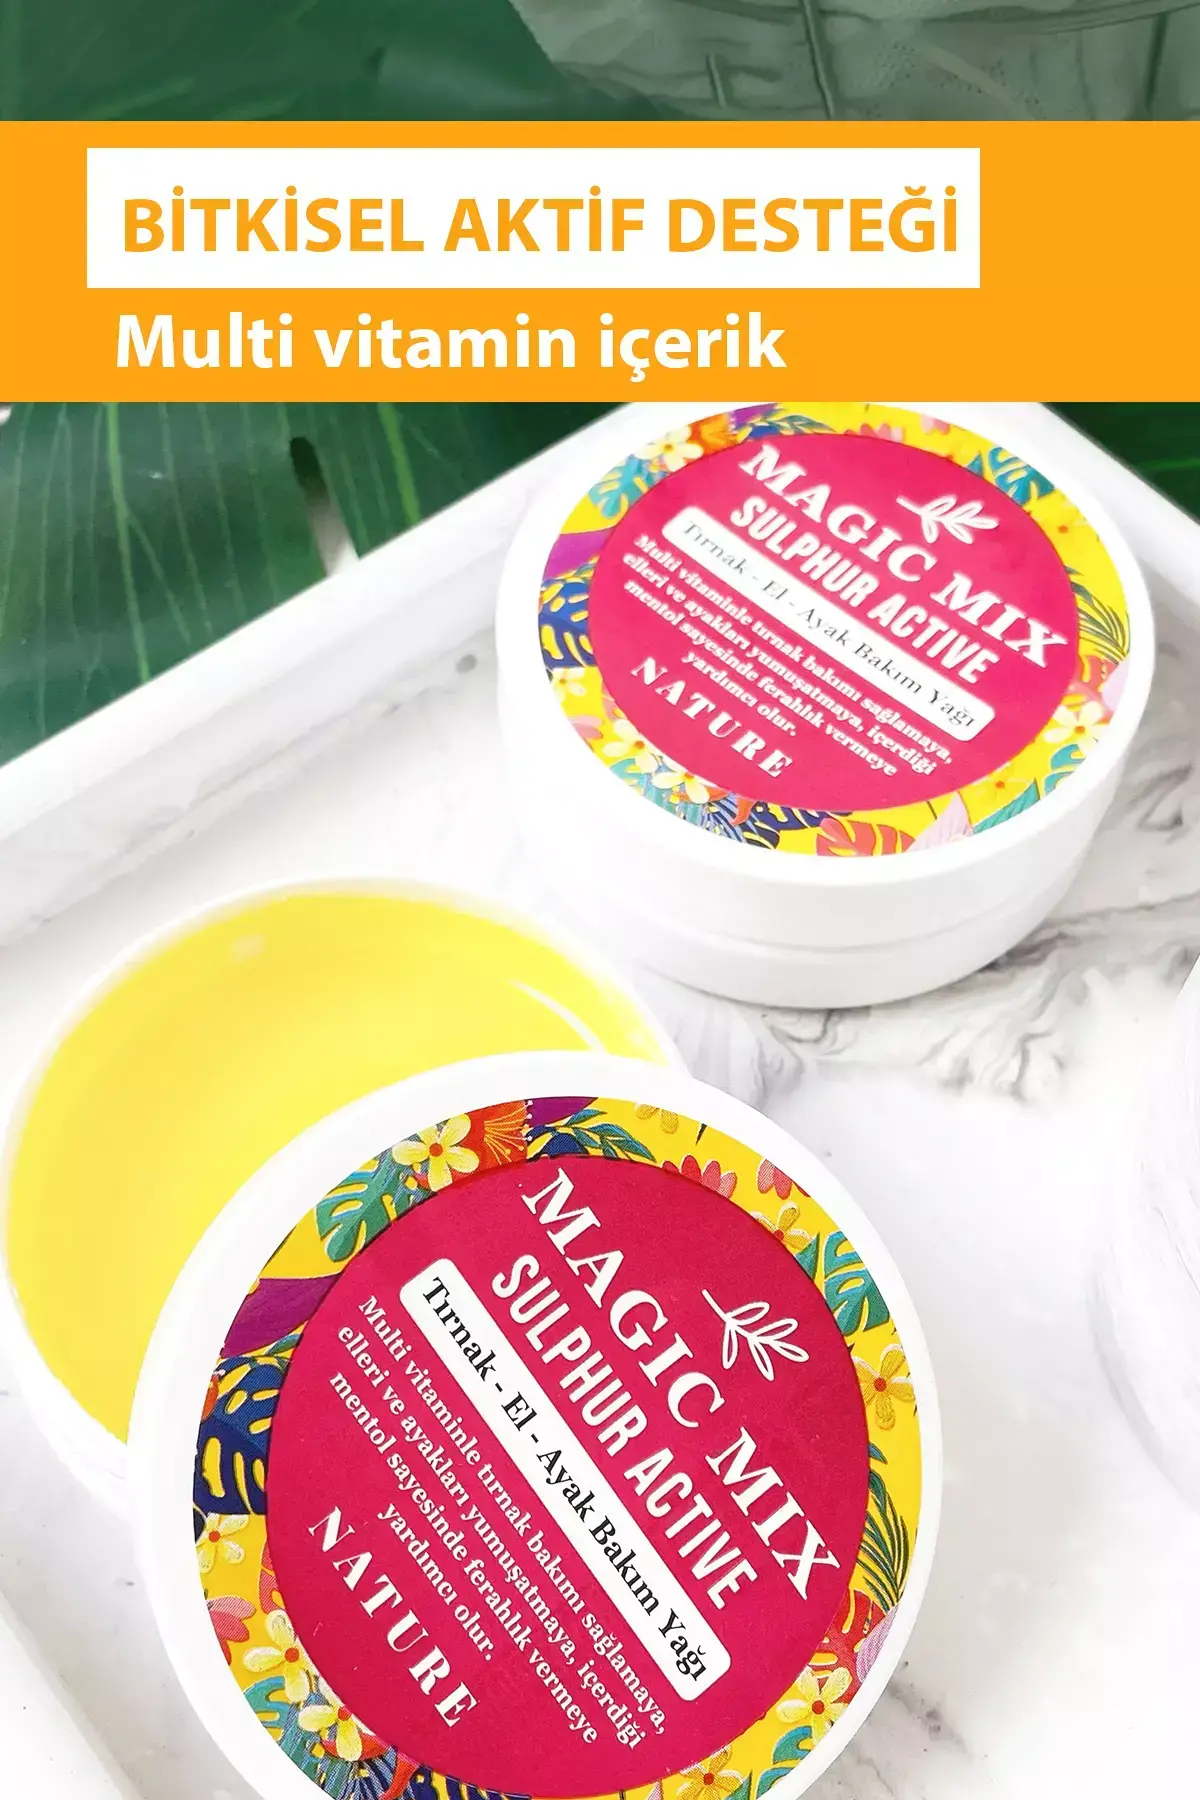 BİTKİSEL AKTİF DESTEĞİ
Multi vitamin içerik
MAGIC MIX
SULPHUR ACTIVE
Tırnak - El - Ayak Bakım Yağı
Multi vitaminle tırnak bakımı sağlamaya,
elleri ve ayakları yumuşatmaya, içerdiği
mentol sayesinde ferahlık vermeye
yardımcı olur.
NATURE
MAGIC MIX
SULPHUR ACTIVE
Tırnak - El - Ayak Bakım Yağı
Multi vitaminle tırnak bakımı sağlamaya,
elleri ve ayakları yumuşatmaya, içerdiği
mentol sayesinde ferahlık vermeye
yardımcı olur.
NATURE